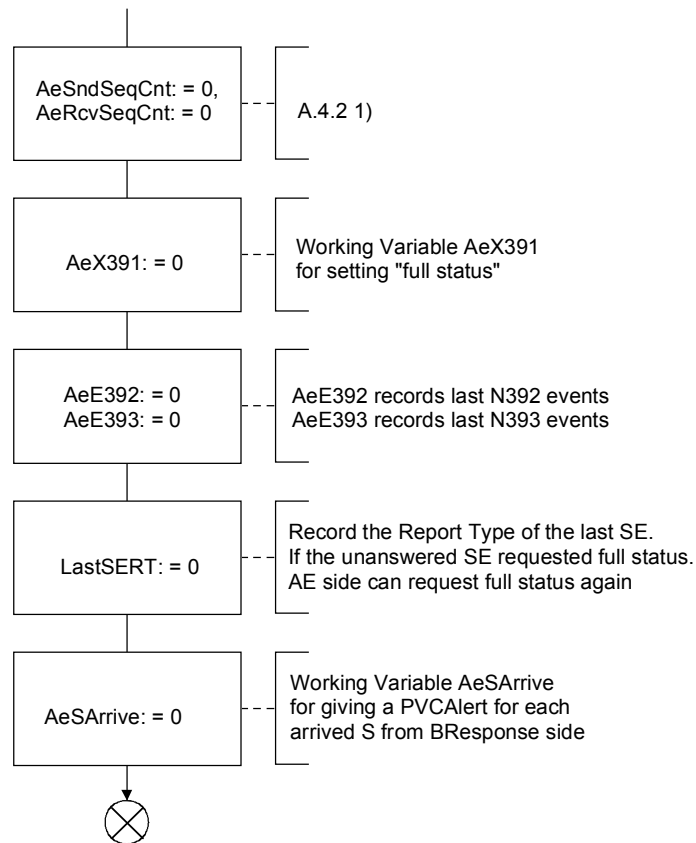 AeSndSeqCnt: = 0,
AeRcvSeqCnt: = 0
A.4.2 1)
AeX391: = 0
Working Variable AeX391
for setting "full status"
AeE392: = 0
AeE393: = 0
AeE392 records last N392 events
AeE393 records last N393 events
LastSERT: = 0
Record the Report Type of the last SE.
If the unanswered SE requested full status.
AE side can request full status again
AeSArrive: = 0
Working Variable AeSArrive
for giving a PVCAlert for each
arrived S from BResponse side